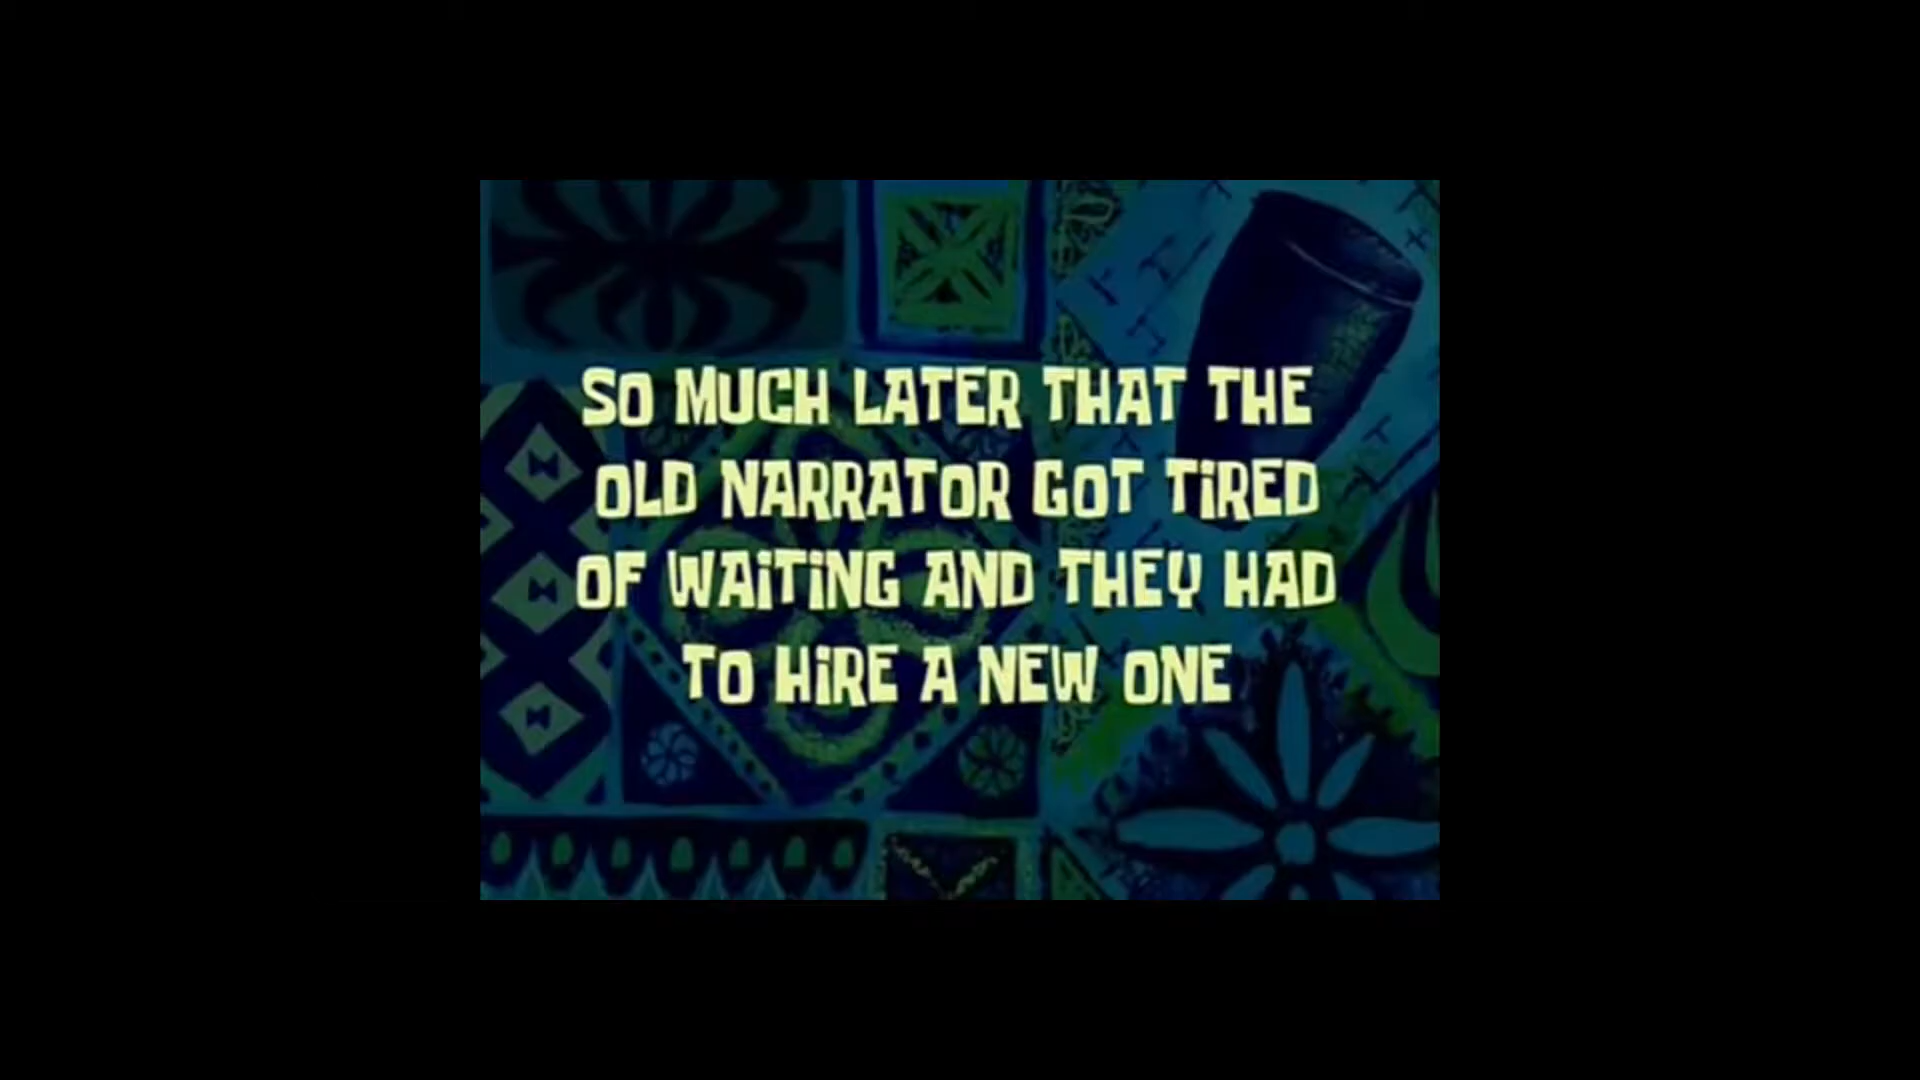 SO MUCH LATER THAT THE
OLD NARRATOR GOT TiRED
OF WAiTiNG AND THEY HAD
TO HiRE A NEW ONE